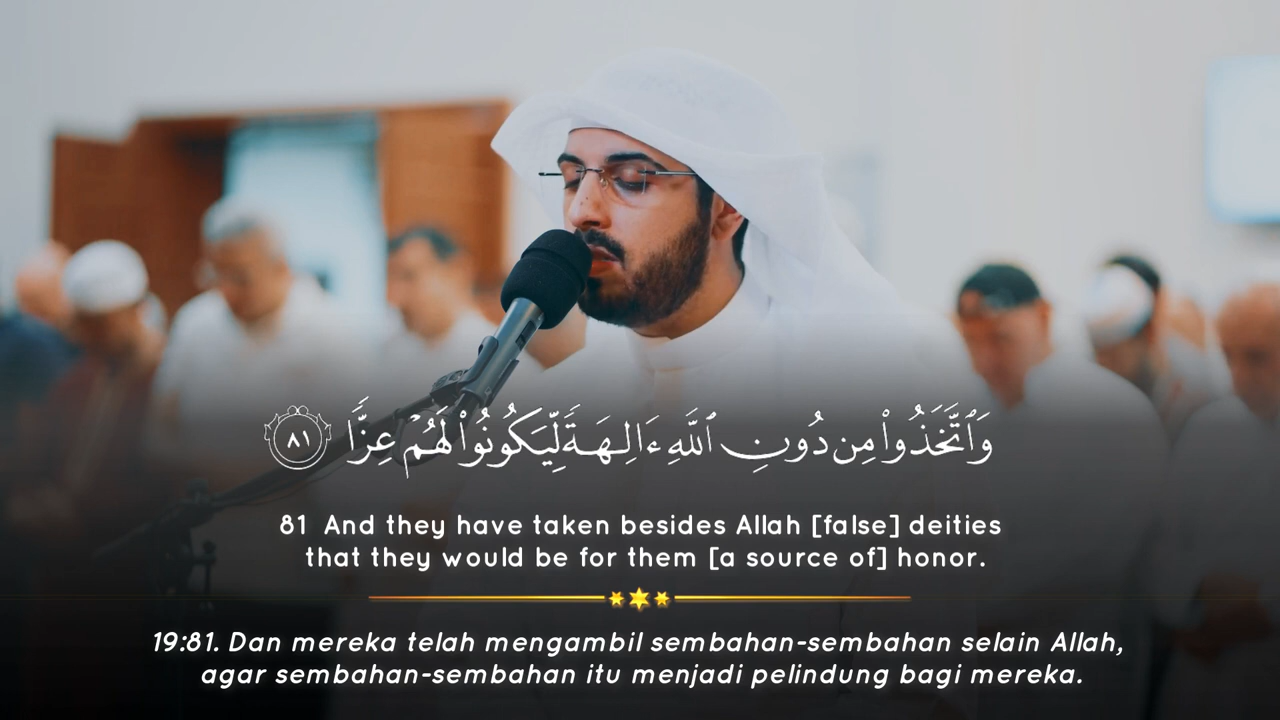 وَٱتَّخَذُوا۟ مِن دُونِ ٱللَّهِ ءَالِهَةً لِّيَكُونُوا۟ لَهُمْ عِزًّا ٨١
81 And they have taken besides Allah [false] deities
that they would be for them [a source of] honor.
19:81. Dan mereka telah mengambil sembahan-sembahan selain Allah,
agar sembahan-sembahan itu menjadi pelindung bagi mereka.